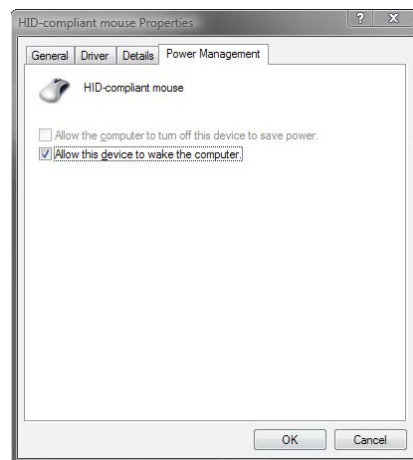 HID-compliant mouse Properties
General Driver Details Power Management
HID-compliant mouse
Allow the computer to turn off this device to save power.
Allow this device to wake the computer.
OK Cancel